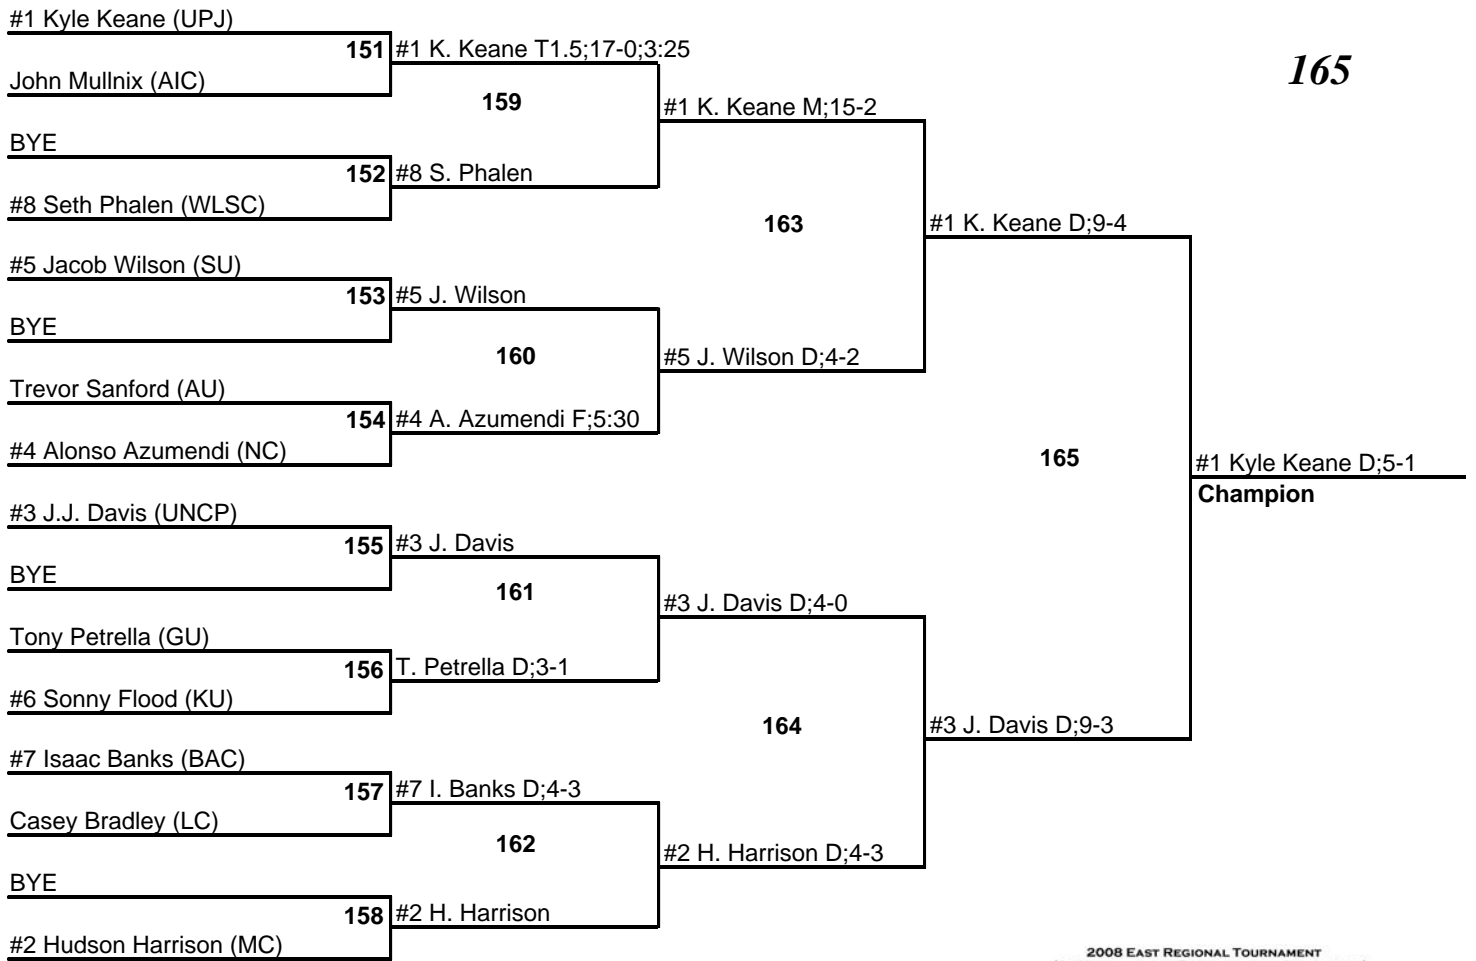 #1 Kyle Keane (UPJ)
151 #1 K. Keane T1.5;17-0;3:25
165
John Mullnix (AIC)
159
#1 K. Keane M;15-2
BYE
152 #8 S. Phalen
#8 Seth Phalen (WLSC)
163
#1 K. Keane D;9-4
#5 Jacob Wilson (SU)
153 #5 J. Wilson
BYE
160
#5 J. Wilson D;4-2
Trevor Sanford (AU)
154 #4 A. Azumendi F;5:30
#4 Alonso Azumendi (NC)
165
#1 Kyle Keane D;5-1
Champion
#3 J.J. Davis (UNCP)
155 #3 J. Davis
BYE
161
#3 J. Davis D;4-0
Tony Petrella (GU)
156 T. Petrella D;3-1
#6 Sonny Flood (KU)
164
#3 J. Davis D;9-3
#7 Isaac Banks (BAC)
157 #7 I. Banks D;4-3
Casey Bradley (LC)
162
#2 H. Harrison D;4-3
BYE
158 #2 H. Harrison
#2 Hudson Harrison (MC)
2008 EAST REGIONAL TOURNAMENT